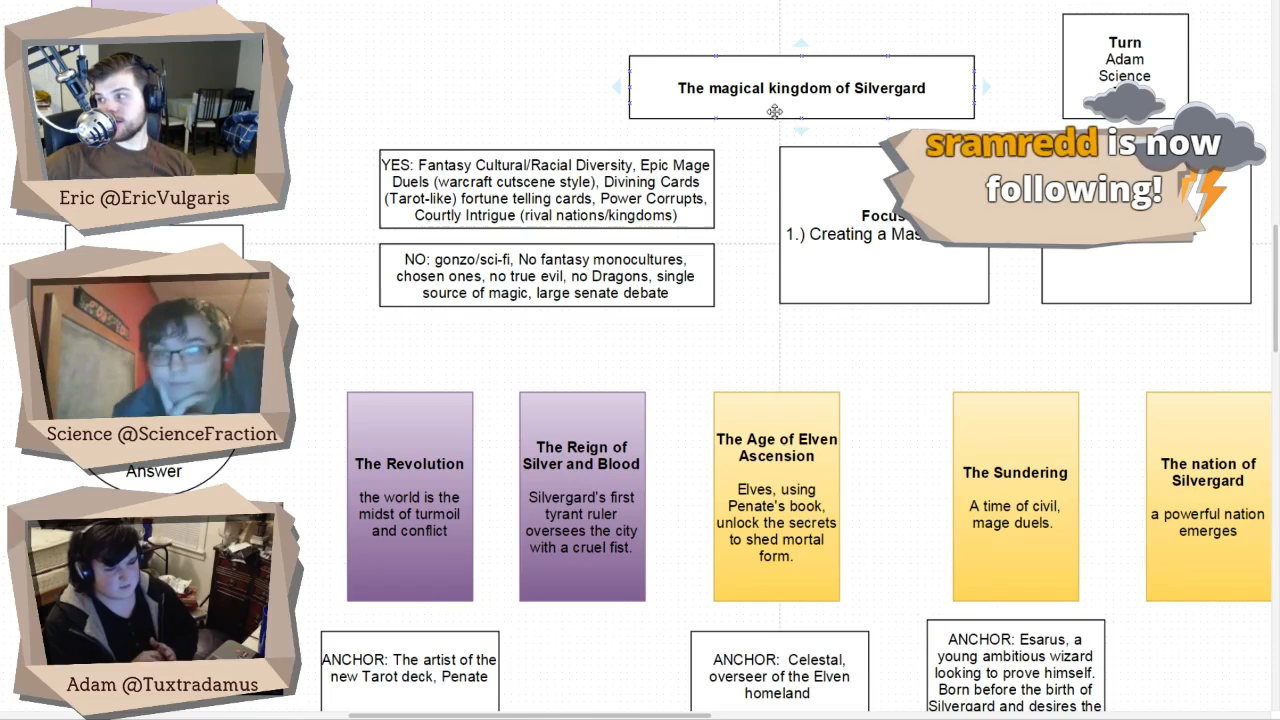 The magical kingdom of Silvergard
Turn
Adam
Science
sramredd is now
following!
YES: Fantasy Cultural/Racial Diversity, Epic Mage
Duels (warcraft cutscene style), Divining Cards
(Tarot-like) fortune telling cards, Power Corrupts,
Courtly Intrigue (rival nations/kingdoms)
NO: gonzo/sci-fi, No fantasy monocultures,
chosen ones, no true evil, no Dragons, single
source of magic, large senate debate
1.) Creating a
Eric @EricVulgaris
Science @ScienceFraction
Answer
Adam @Tuxtradamus
The Revolution
the world is the
midst of turmoil
and conflict
The Reign of
Silver and Blood
Silvergard's first
tyrant ruler
oversees the city
with a cruel fist.
The Age of Elven
Ascension
Elves, using
Penate's book,
unlock the secrets
to shed mortal
form.
The Sundering
A time of civil,
mage duels.
The nation of
Silvergard
a powerful nation
emerges
ANCHOR: The artist of the
new Tarot deck, Penate
ANCHOR: Celestal,
overseer of the Elven
homeland
ANCHOR: Esarus, a
young ambitious wizard
looking to prove himself.
Born before the birth of
Silvergard and desires the